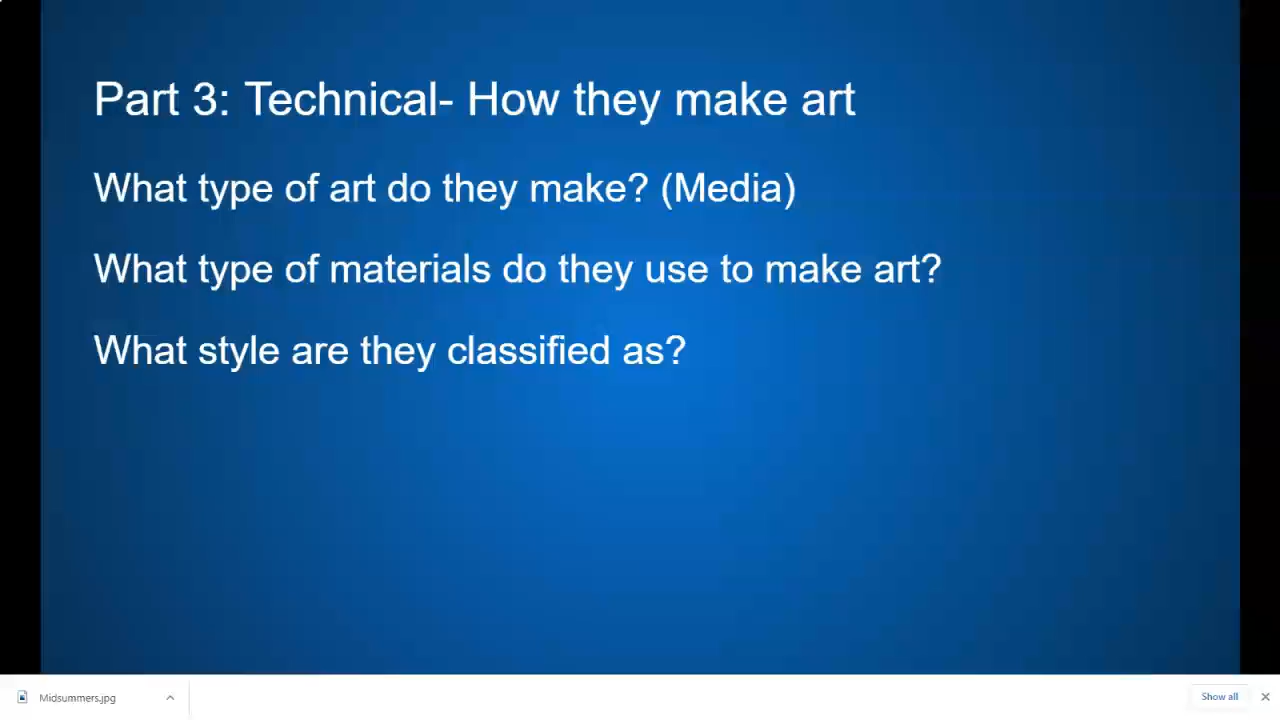 Part 3: Technical- How they make art
What type of art do they make? (Media)
What type of materials do they use to make art?
What style are they classified as?
Midsummers.jpg
Show all